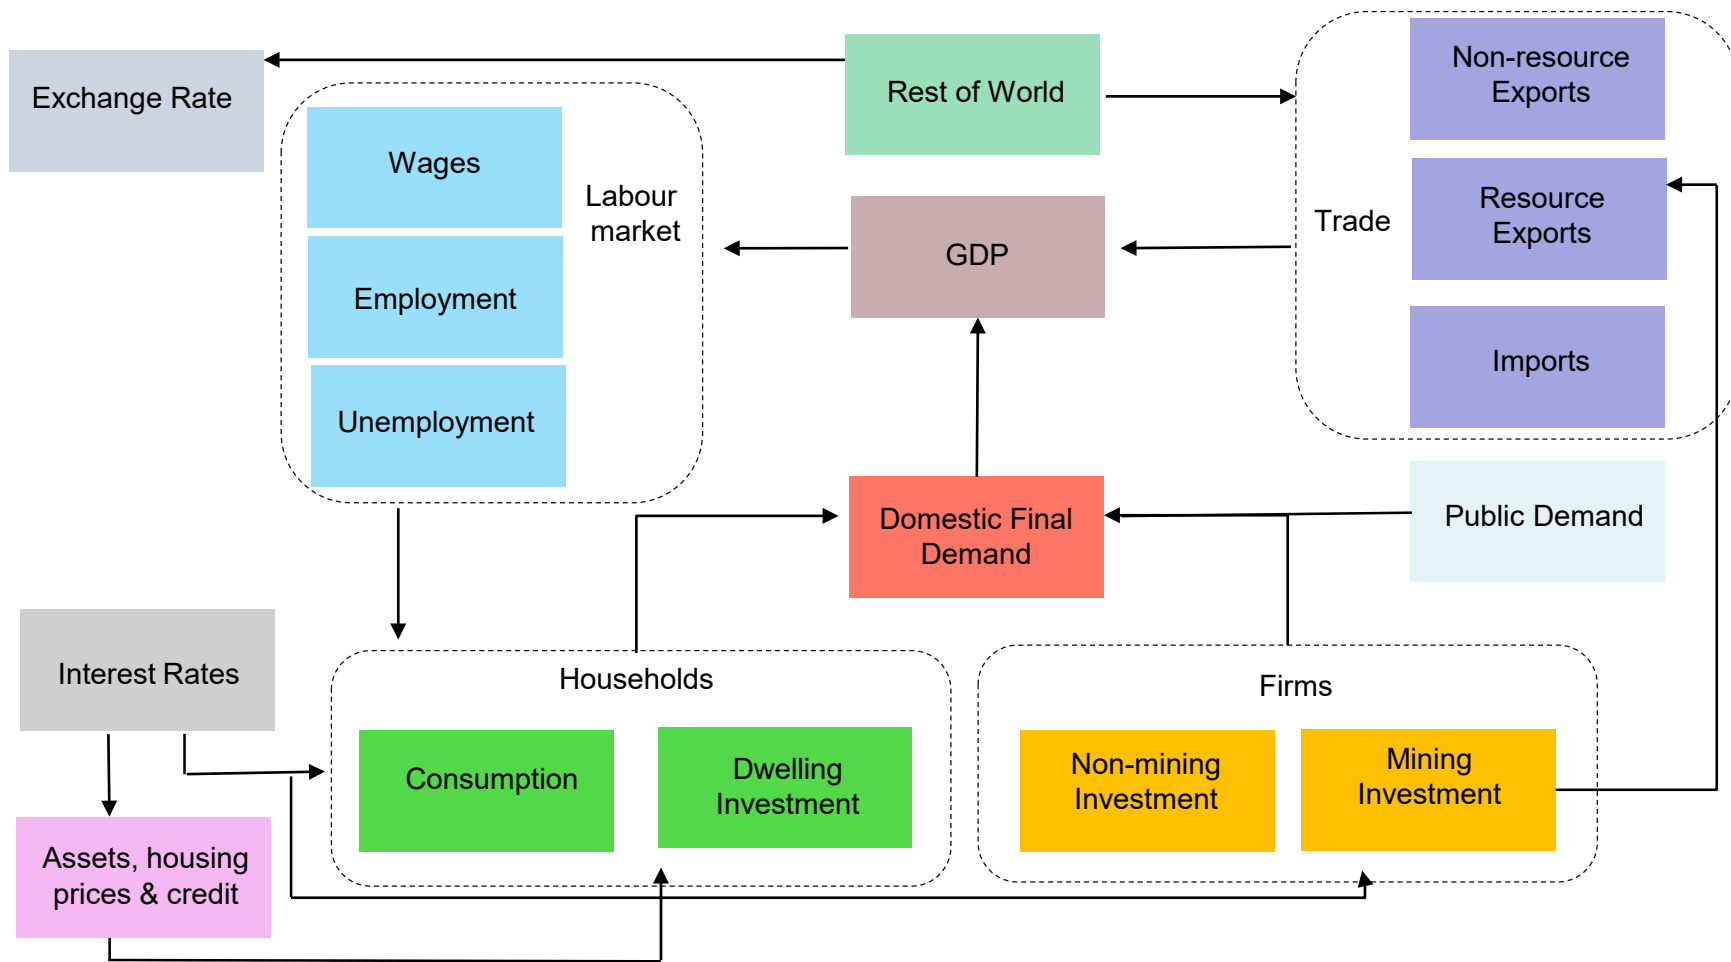 Exchange Rate
Rest of World
Non-resource
Exports
Wages
Labour
market
Resource
Exports
Trade
GDP
Employment
Imports
Unemployment
Domestic Final
Demand
Public Demand
Interest Rates
Households
Firms
Consumption
Dwelling
Investment
Non-mining
Investment
Mining
Investment
Assets, housing
prices & credit